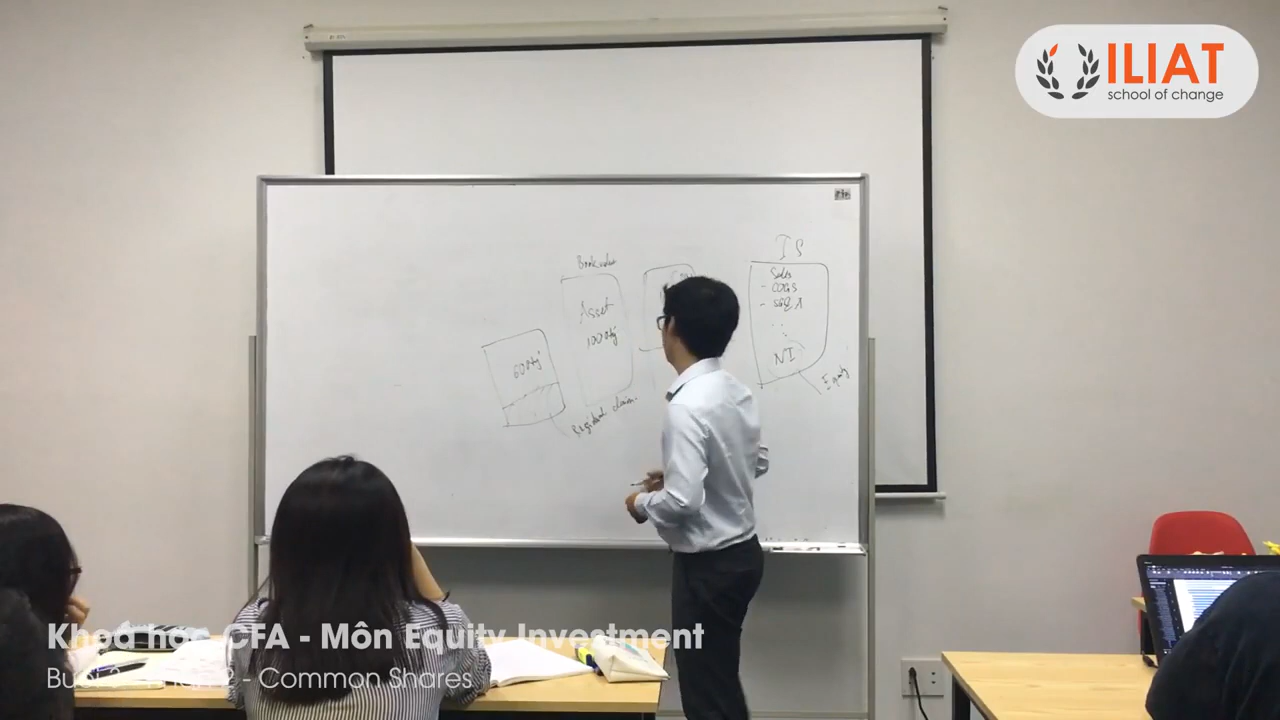 ILIAT
school of change
I S
Book value
Sales
- COGS
- SG&A
Asset
100 tỷ
NI
60 tỷ
Equity
Residual claim.
Khoá học CFA - Môn Equity Investment
- Common Shares